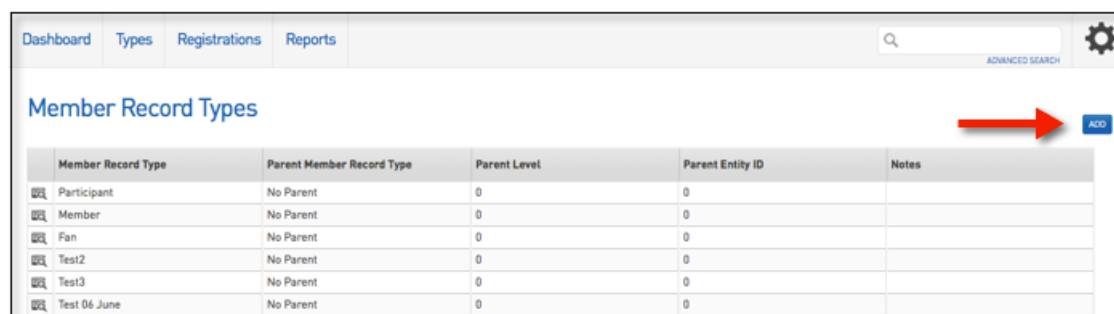 Dashboard Types Registrations Reports
ADVANCED SEARCH
Member Record Types
ADD
Member Record Type Parent Member Record Type Parent Level Parent Entity ID Notes
Participant No Parent 0 0
Member No Parent 0 0
Fan No Parent 0 0
Test2 No Parent 0 0
Test3 No Parent 0 0
Test 06 June No Parent 0 0